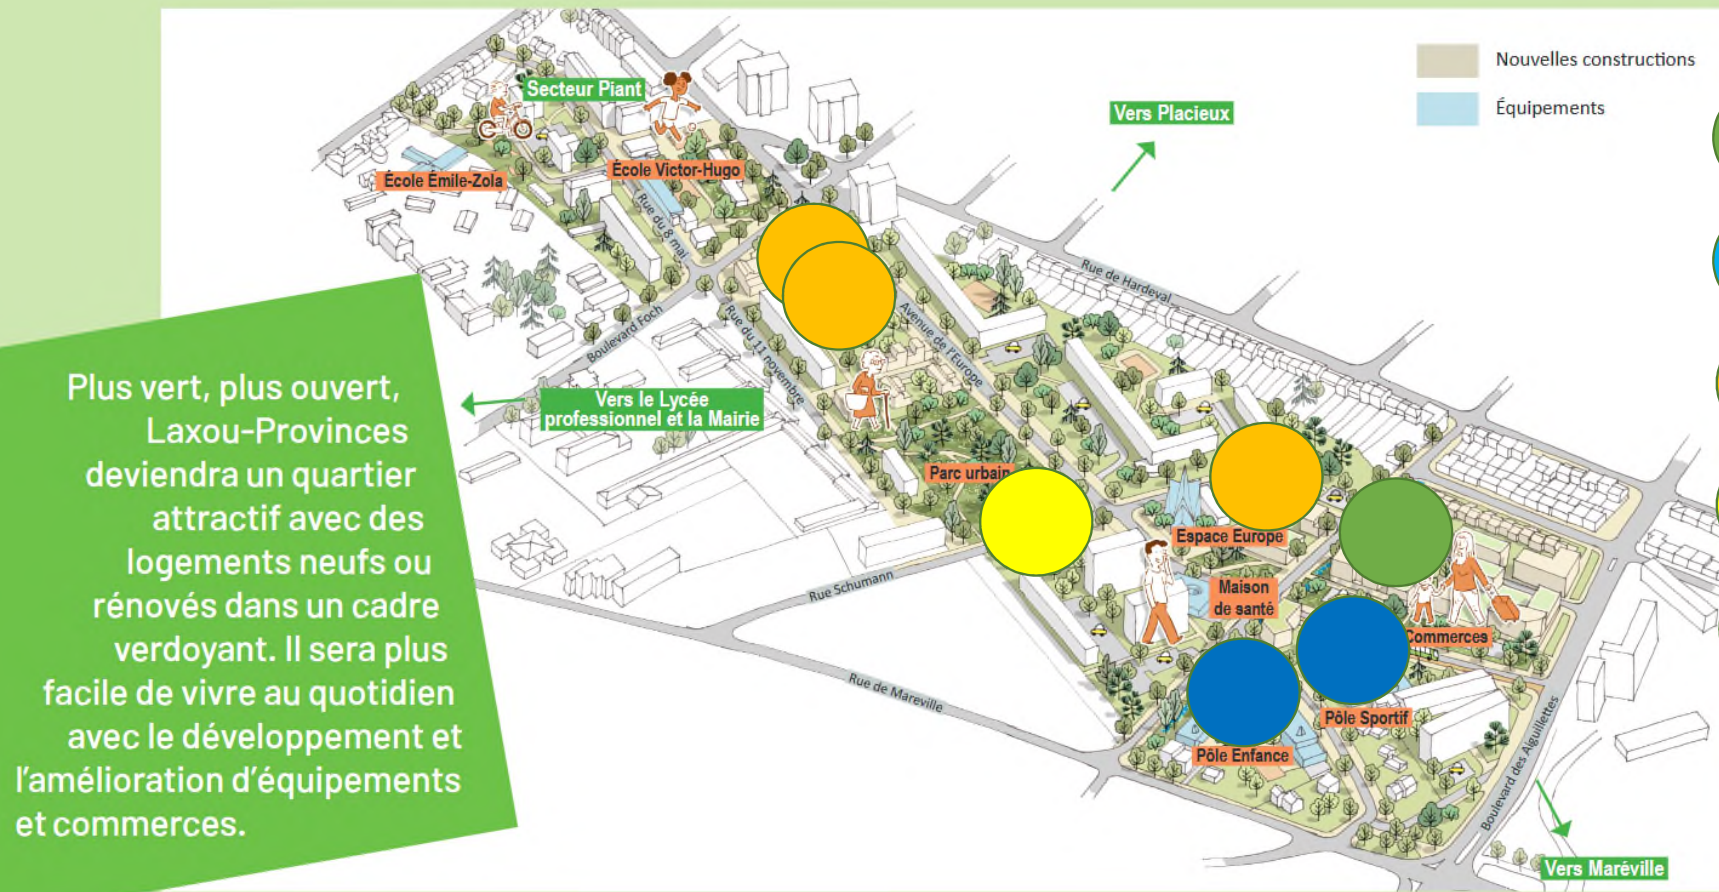 Nouvelles constructions
Équipements
Secteur Piant
Vers Placieux
École Émile-Zola
École Victor-Hugo
Rue du 8 mai
Rue de Hardeval
Boulevard Foch
Rue du 11 novembre
Avenue de l'Europe
Vers le Lycée
professionnel et la Mairie
Parc urbain
Espace Europe
Maison
de santé
Rue Schumann
Commerces
Rue de Mareville
Pôle Sportif
Pôle Enfance
Boulevard des Aiguillettes
Vers Maréville
Plus vert, plus ouvert,
Laxou-Provinces
deviendra un quartier
attractif avec des
logements neufs ou
rénovés dans un cadre
verdoyant. Il sera plus
facile de vivre au quotidien
avec le développement et
l'amélioration d'équipements
et commerces.